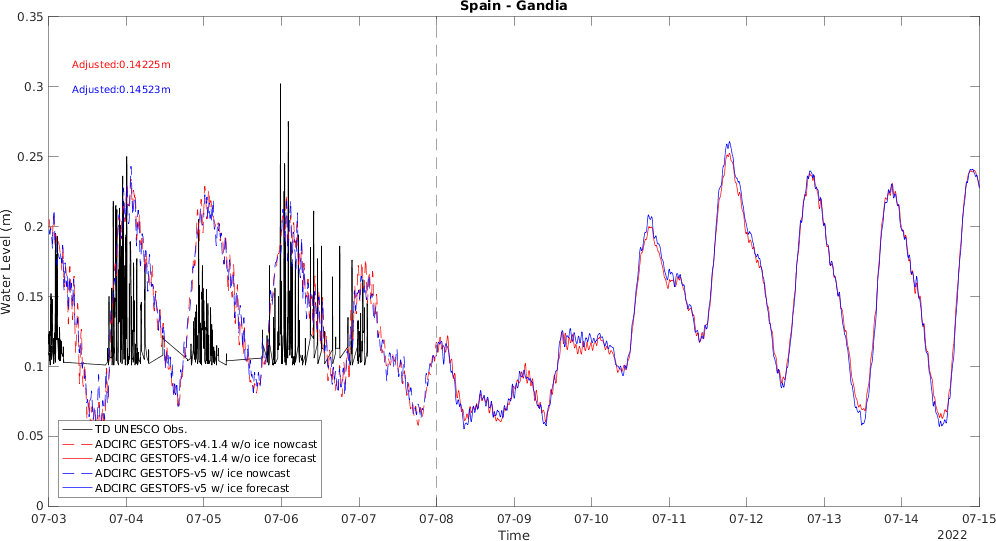 Spain - Gandia
0.35
0.3
0.25
0.2
0.15
0.1
0.05
0
Water Level (m)
Adjusted:0.14225m
Adjusted:0.14523m
TD UNESCO Obs.
ADCIRC GESTOFS-v4.1.4 w/o ice nowcast
ADCIRC GESTOFS-v4.1.4 w/o ice forecast
ADCIRC GESTOFS-v5 w/ ice nowcast
ADCIRC GESTOFS-v5 w/ ice forecast
07-03 07-04 07-05 07-06 07-07 07-08 07-09 07-10 07-11 07-12 07-13 07-14 07-15
Time
2022